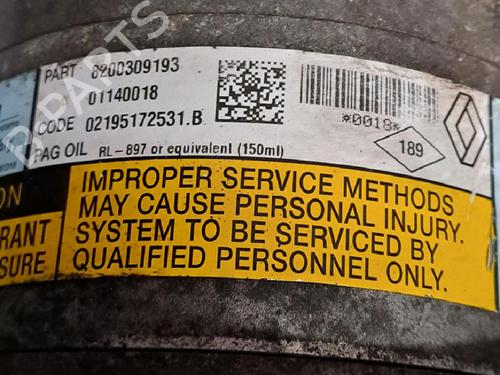 PART 8200309193
01140018
CODE 02195172531.B
PAG OIL RL-897 or equivalent (150ml)
*0018*
189
IMPROPER SERVICE METHODS
MAY CAUSE PERSONAL INJURY.
SYSTEM TO BE SERVICED BY
QUALIFIED PERSONNEL ONLY.
ON
RANT
SURE
B-PARTS